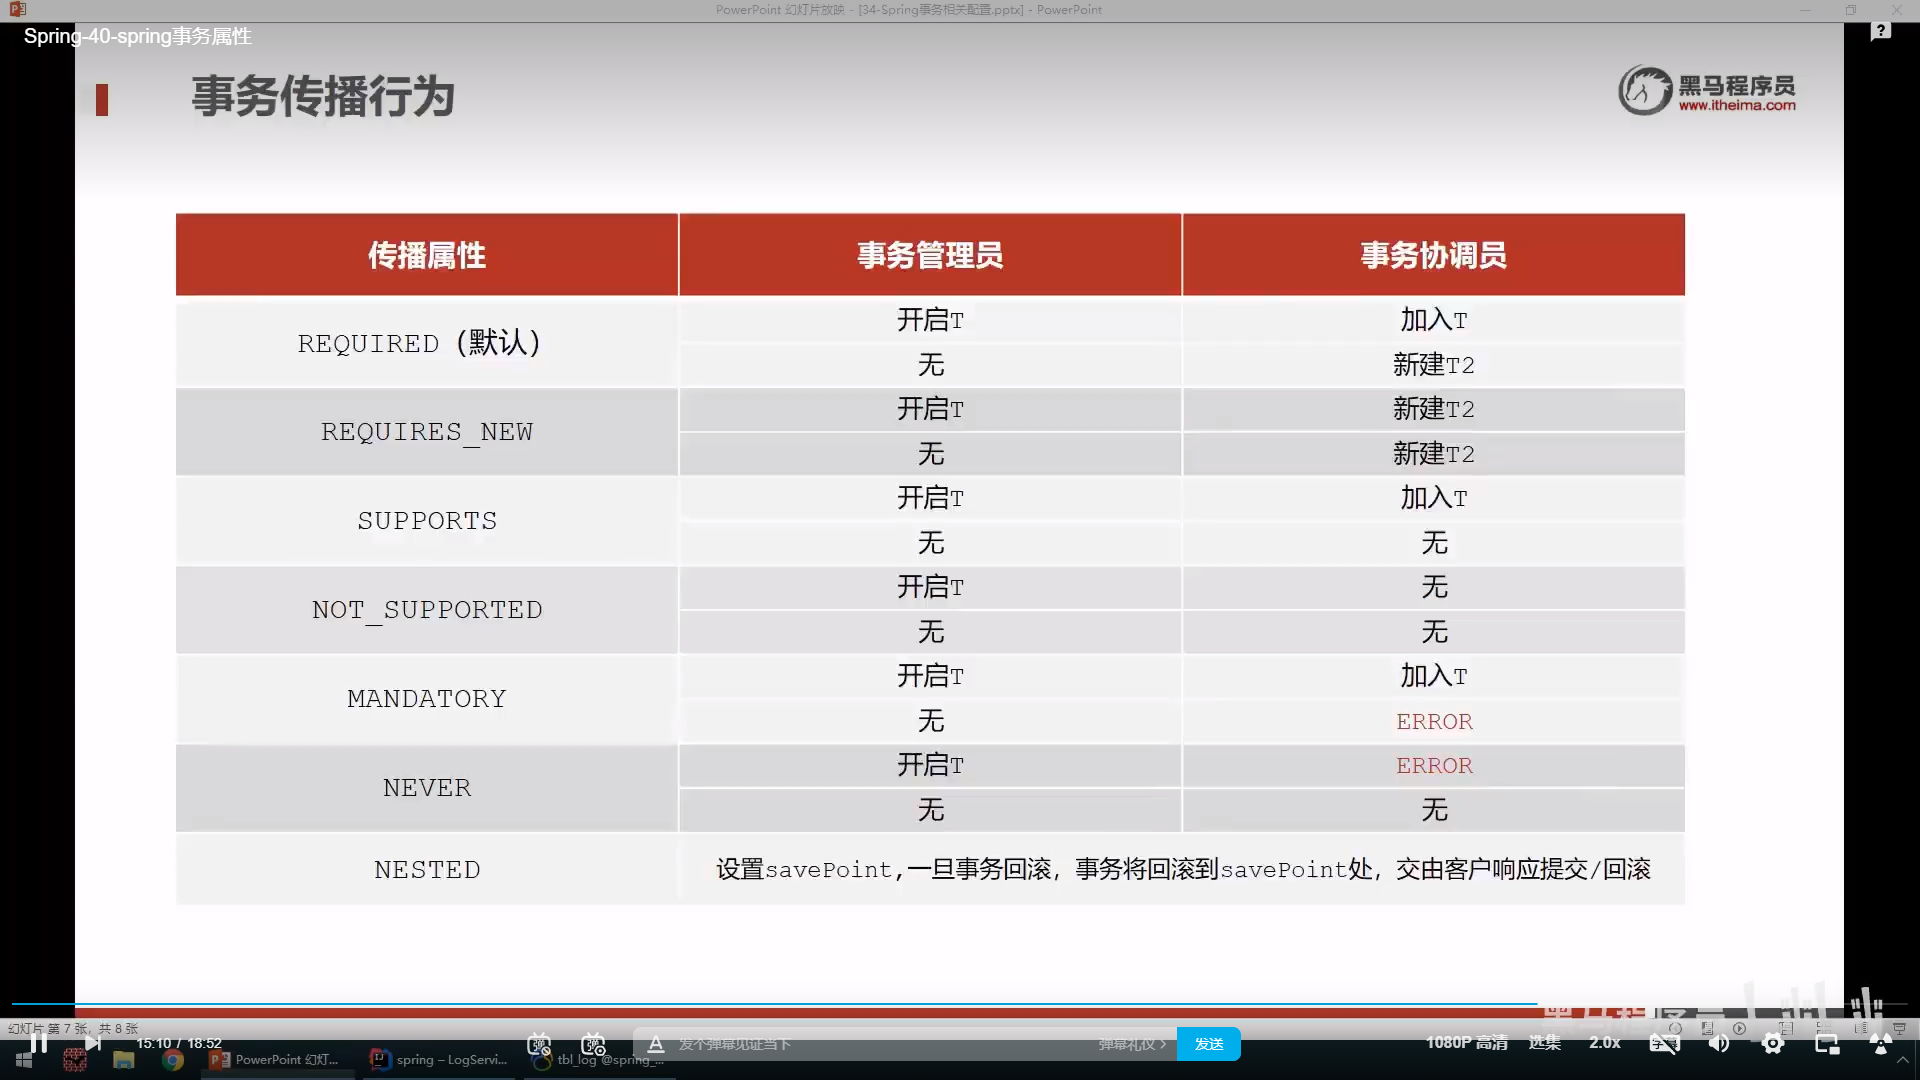 PowerPoint 幻灯片放映 - [34-Spring事务相关配置.pptx] - PowerPoint
Spring-40-spring事务属性
事务传播行为
黑马程序员
www.itheima.com
传播属性 事务管理员 事务协调员
REQUIRED（默认） 开启T 加入T
无 新建T2
REQUIRES_NEW 开启T 新建T2
无 新建T2
SUPPORTS 开启T 加入T
无 无
NOT_SUPPORTED 开启T 无
无 无
MANDATORY 开启T 加入T
无 ERROR
NEVER 开启T ERROR
无 无
NESTED 设置savePoint,一旦事务回滚，事务将回滚到savePoint处，交由客户响应提交/回滚
幻灯片 第 7 张，共 8 张
15:10 / 18:52
发个弹幕见证当下
弹幕礼仪
发送
1080P 高清
选集
2.0x
PowerPoint 幻灯...
spring – LogServi...
tbl_log @spring_...